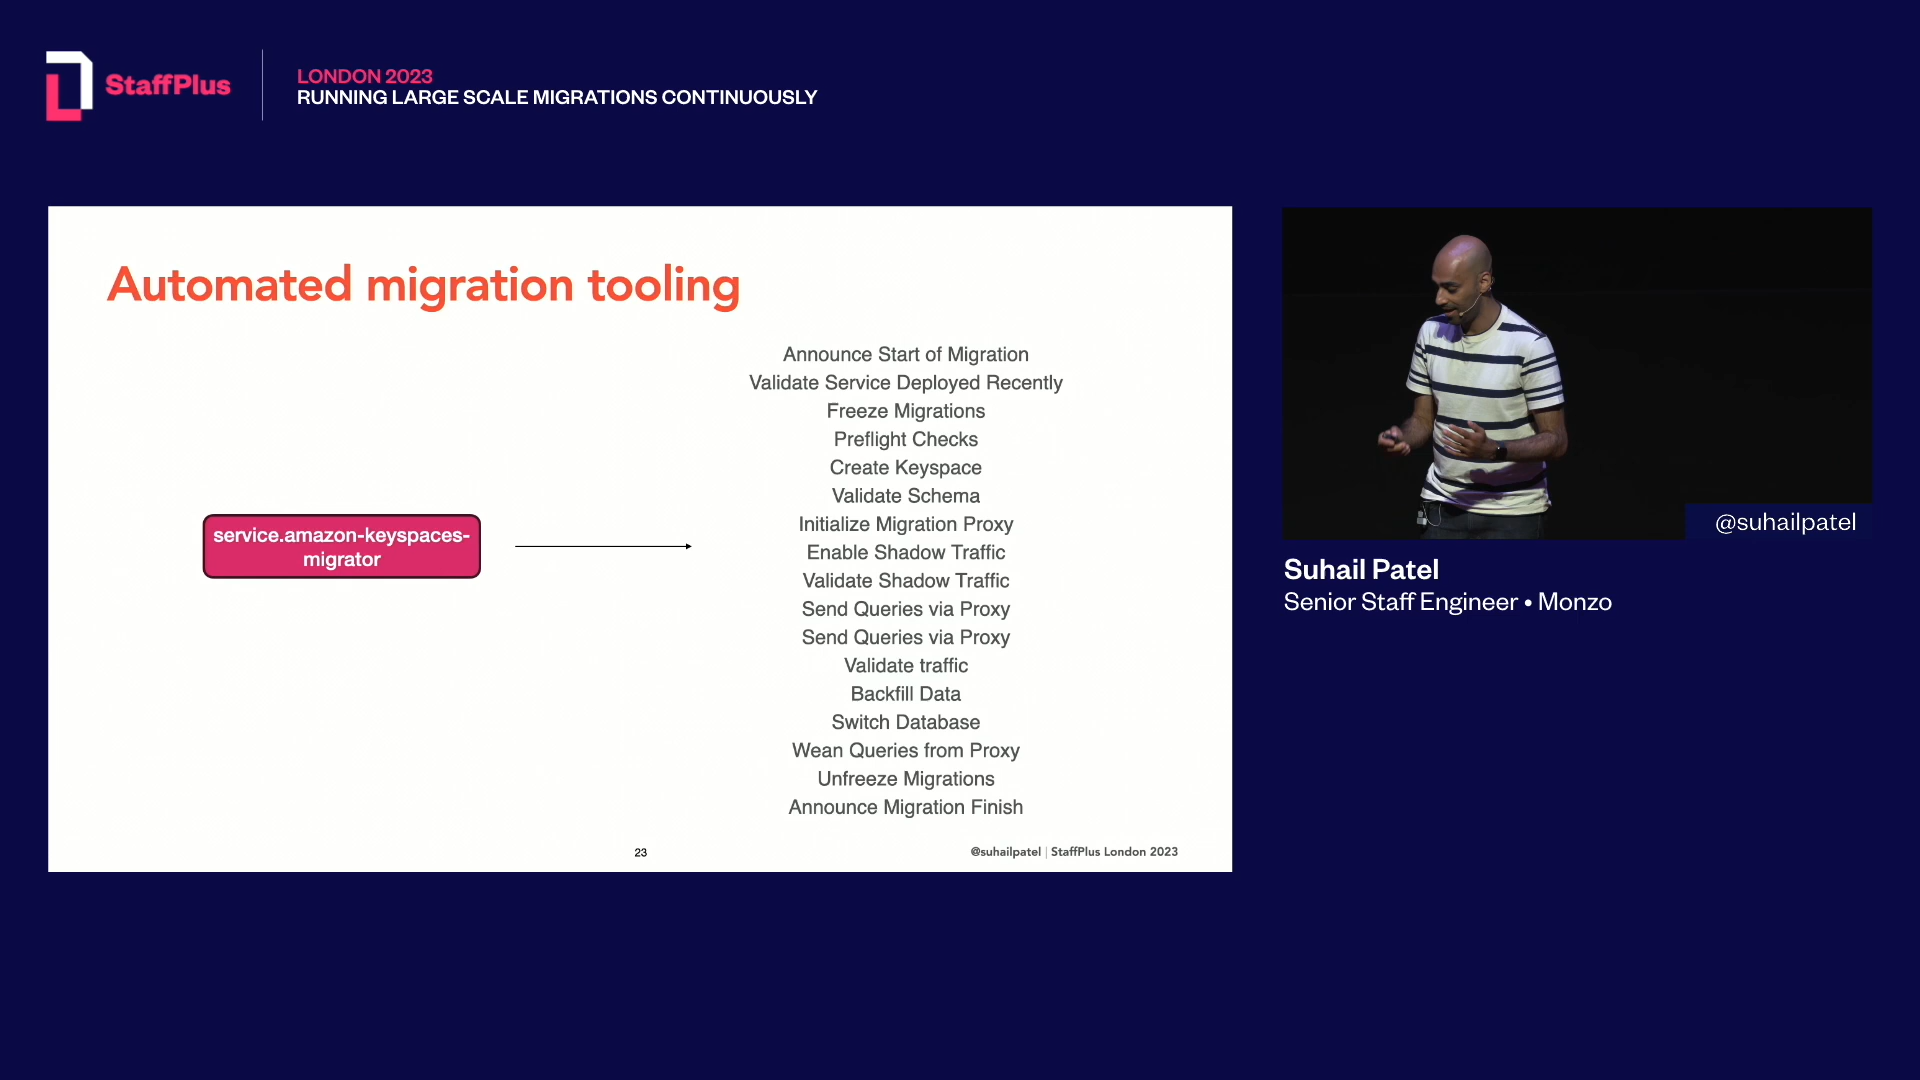 StaffPlus
LONDON 2023
RUNNING LARGE SCALE MIGRATIONS CONTINUOUSLY
Automated migration tooling
service.amazon-keyspaces-
migrator
Announce Start of Migration
Validate Service Deployed Recently
Freeze Migrations
Preflight Checks
Create Keyspace
Validate Schema
Initialize Migration Proxy
Enable Shadow Traffic
Validate Shadow Traffic
Send Queries via Proxy
Send Queries via Proxy
Validate traffic
Backfill Data
Switch Database
Wean Queries from Proxy
Unfreeze Migrations
Announce Migration Finish
23
@suhailpatel | StaffPlus London 2023
@suhailpatel
Suhail Patel
Senior Staff Engineer • Monzo